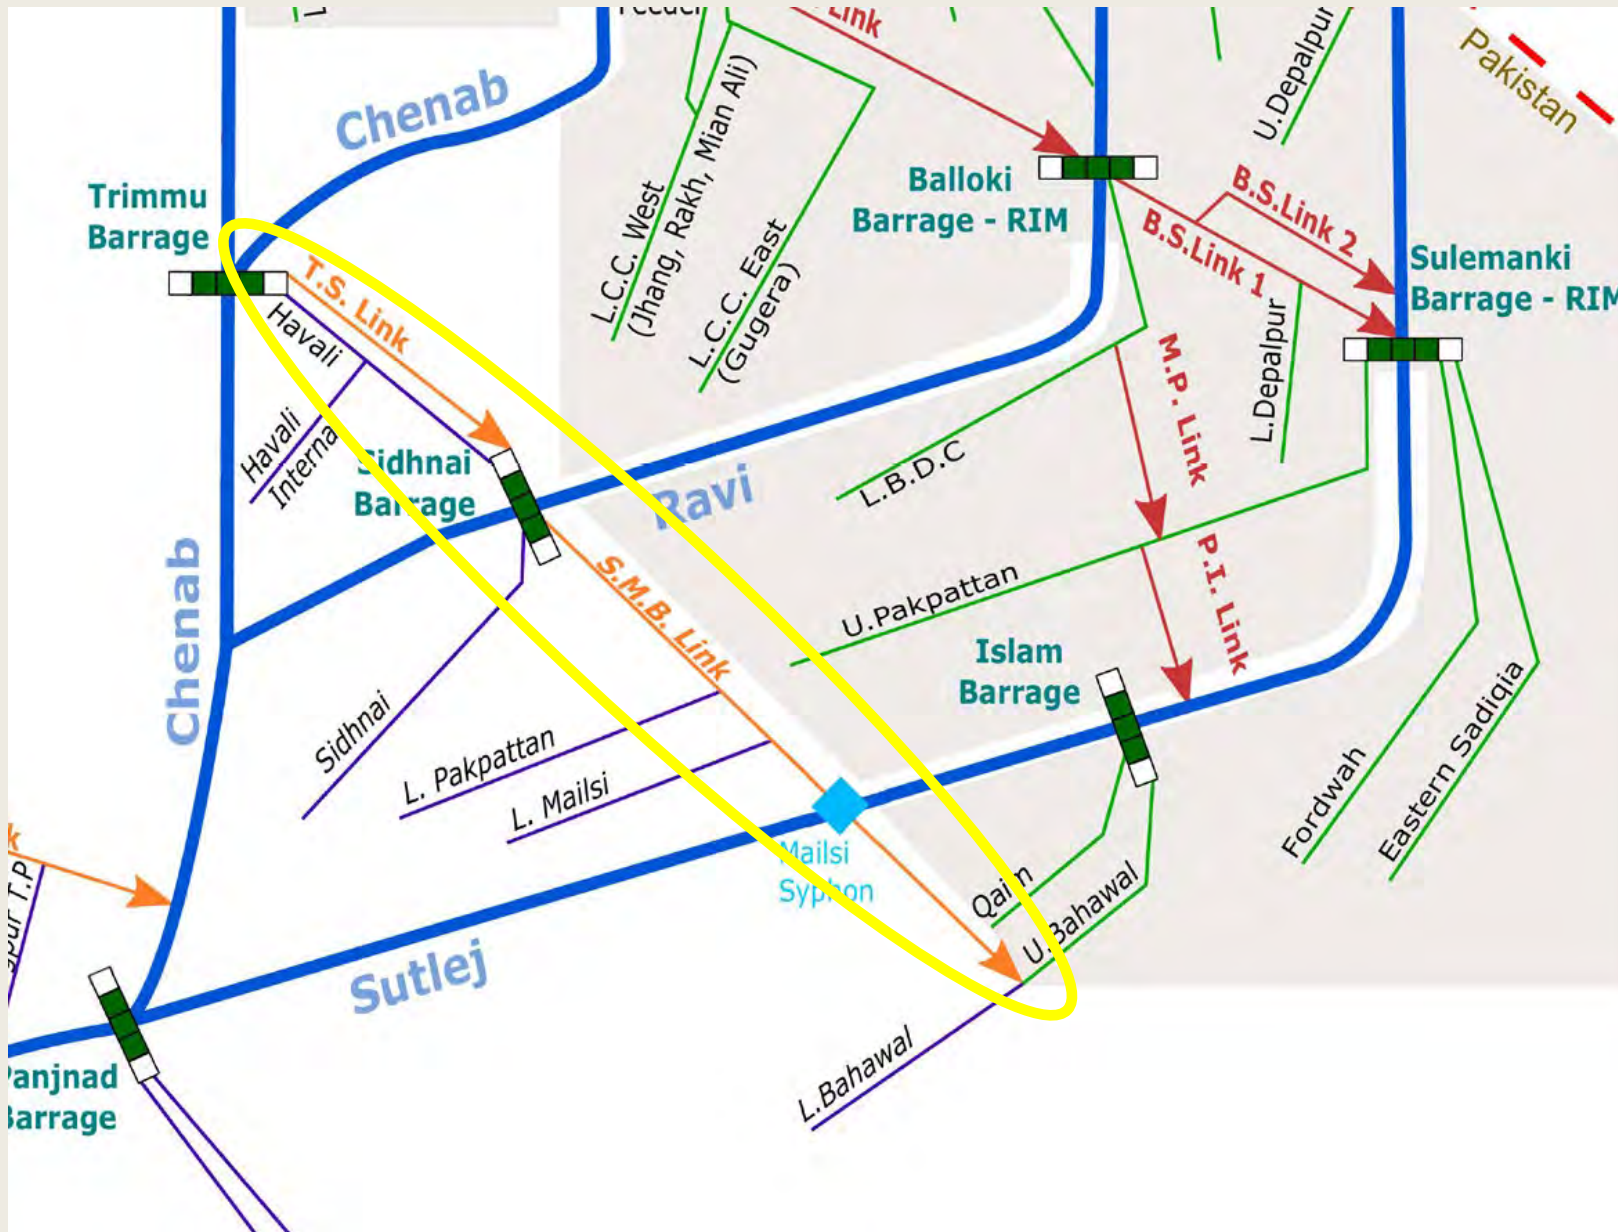 Feeder
Link
U.Depalpur
Pakistan
Chenab
L.C.C. West
(Jhang, Rakh, Mian Ali)
L.C.C. East
(Gugera)
Trimmu
Barrage
Balloki
Barrage - RIM
B.S.Link 2
B.S.Link 1
Sulemanki
Barrage - RIM
T.S. Link
Havali
L.Depalpur
M.P. Link
Havali
Interna
Sidhnai
Barrage
Ravi
L.B.D.C
Chenab
S.M.B. Link
U.Pakpattan
P.I. Link
Islam
Barrage
Sidhnai
L. Pakpattan
L. Mailsi
Fordwah
Eastern Sadiqia
k
T.P
Mailsi
Syphon
Qaim
U.Bahawal
Sutlej
L.Bahawal
Panjnad
Barrage